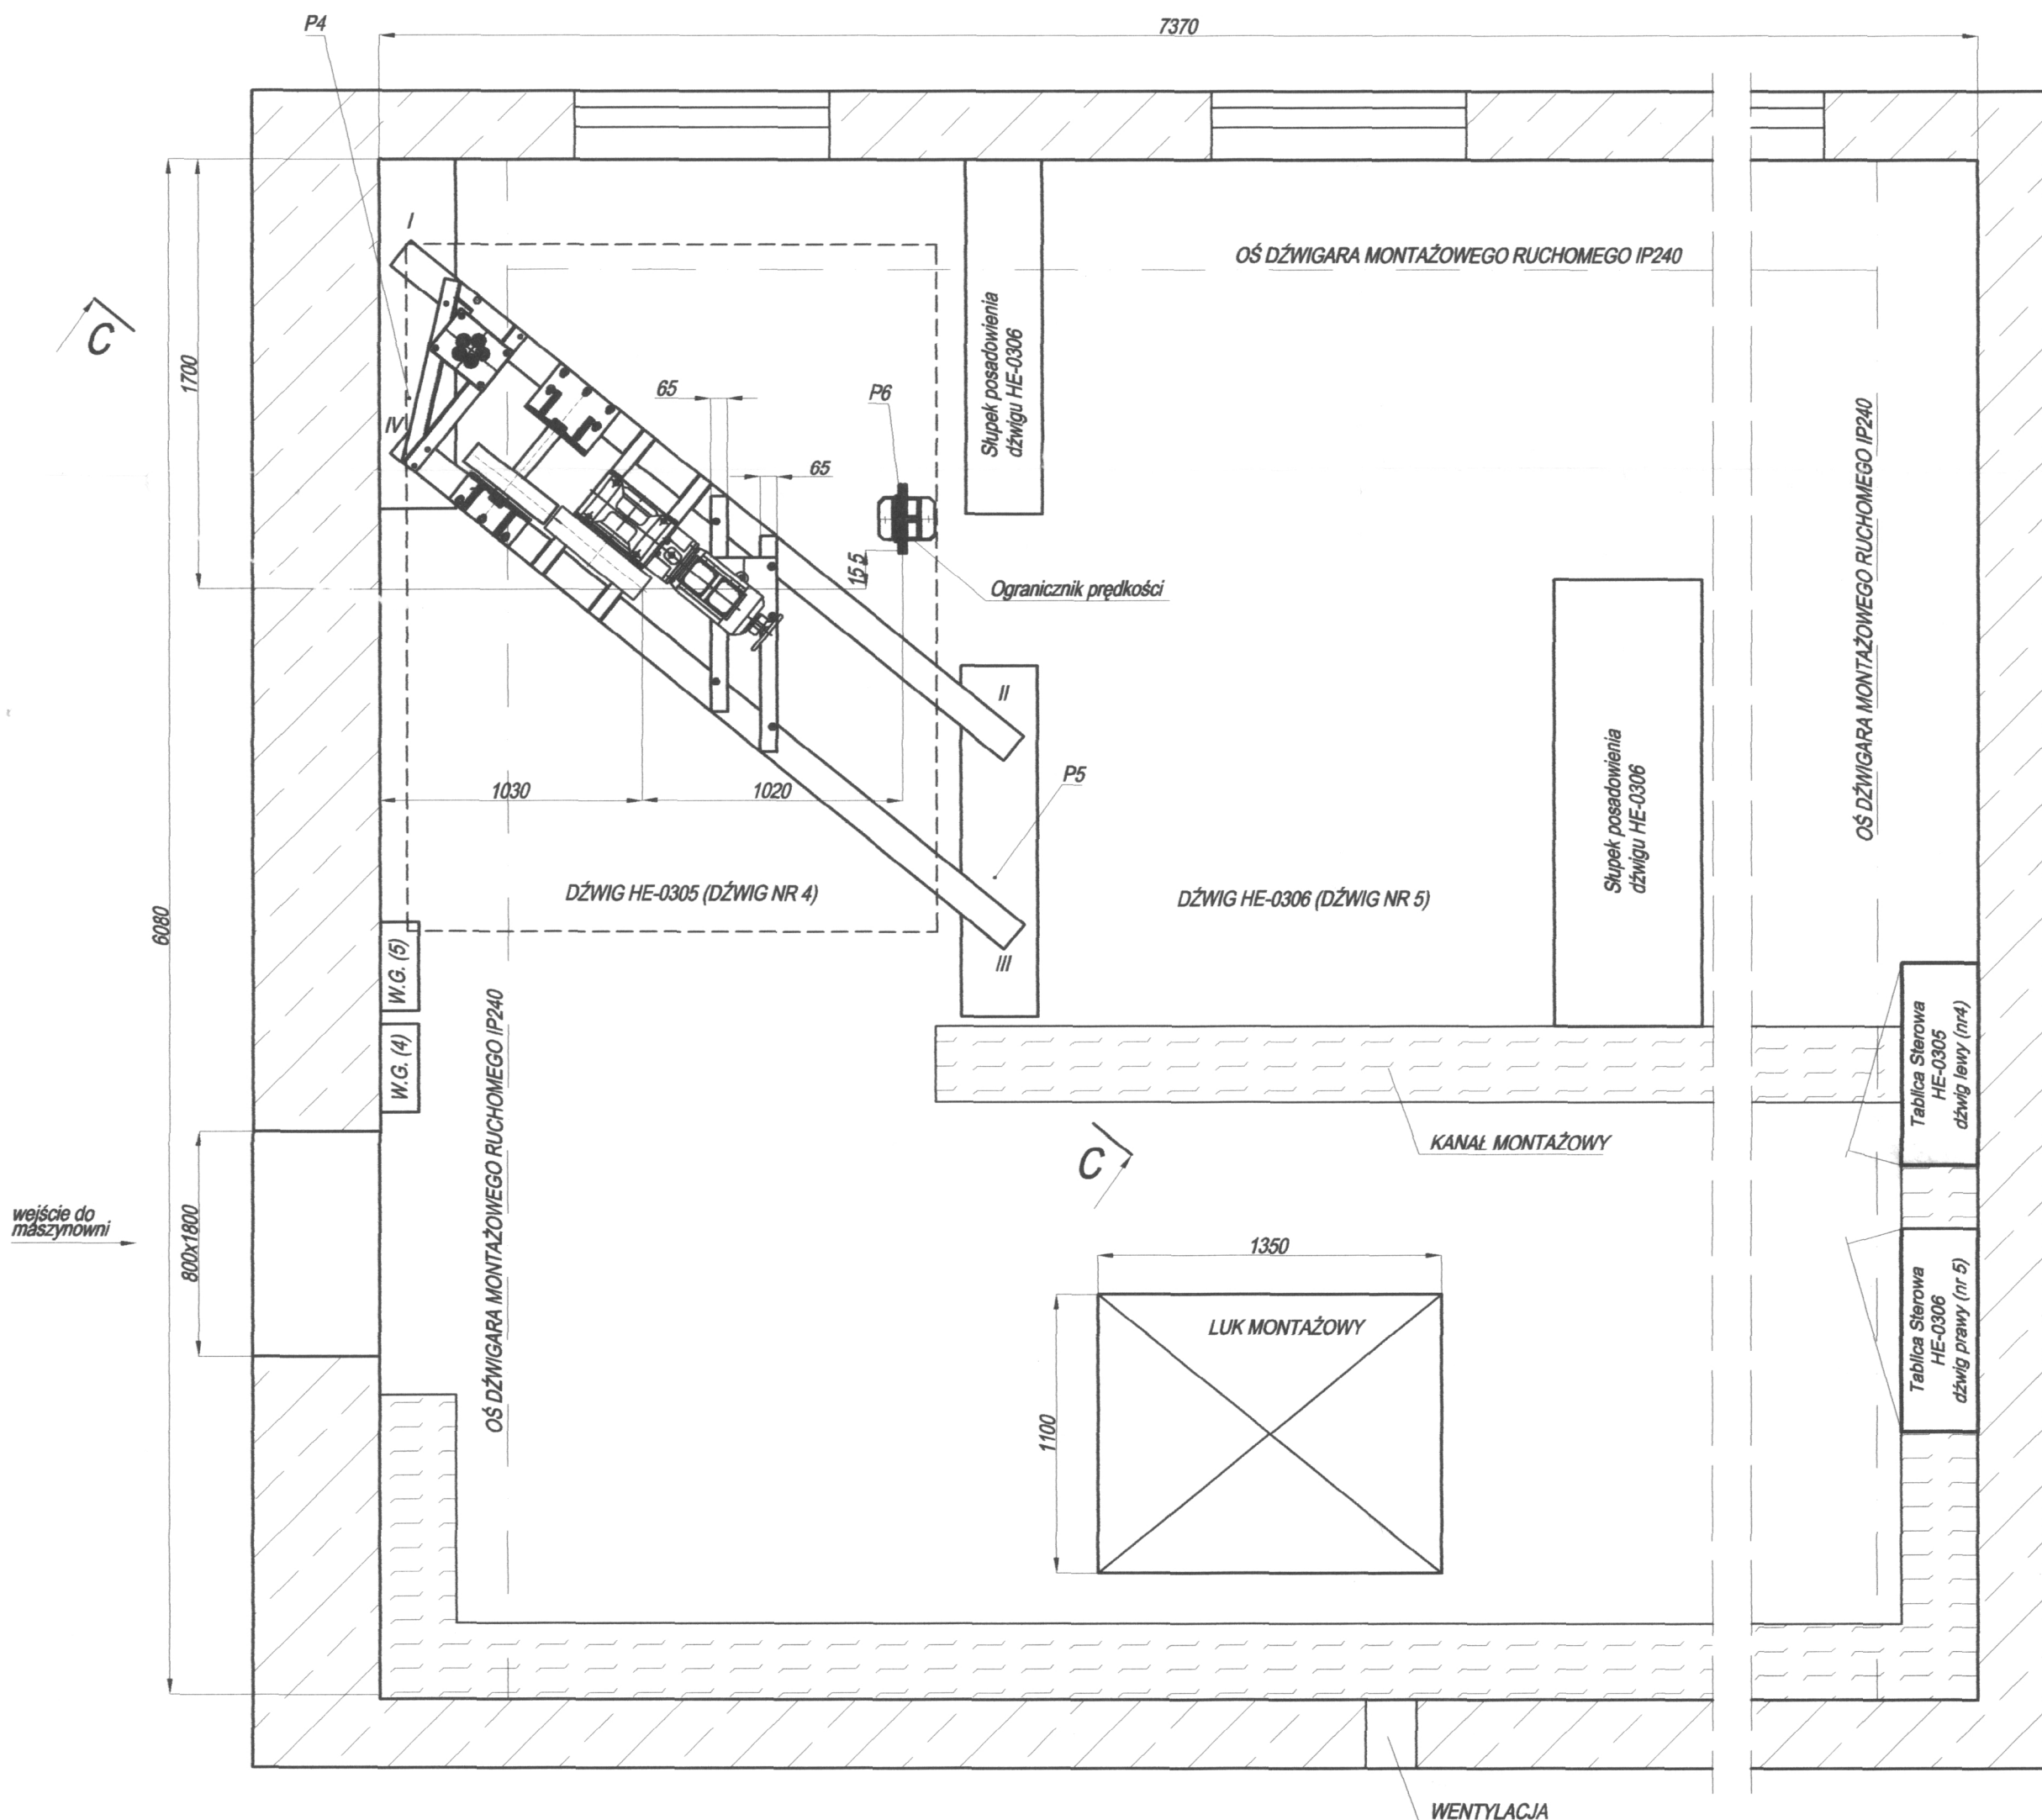 P4
7370
I
OŚ DŹWIGARA MONTAŻOWEGO RUCHOMEGO IP240
C
Słupek posadowienia
dźwigu HE-0306
1700
65
P6
IV
65
OŚ DŹWIGARA MONTAŻOWEGO RUCHOMEGO IP240
15,5
Ogranicznik prędkości
II
P5
1030
1020
Słupek posadowienia
dźwigu HE-0306
DŹWIG HE-0305 (DŹWIG NR 4)
DŹWIG HE-0306 (DŹWIG NR 5)
6080
W.G. (5)
III
W.G. (4)
OŚ DŹWIGARA MONTAŻOWEGO RUCHOMEGO IP240
Tablica Sterowa
HE-0305
dźwig lewy (nr4)
KANAŁ MONTAŻOWY
C
wejście do
maszynowni
800x1800
1350
LUK MONTAŻOWY
1100
Tablica Sterowa
HE-0306
dźwig prawy (nr 5)
WENTYLACJA